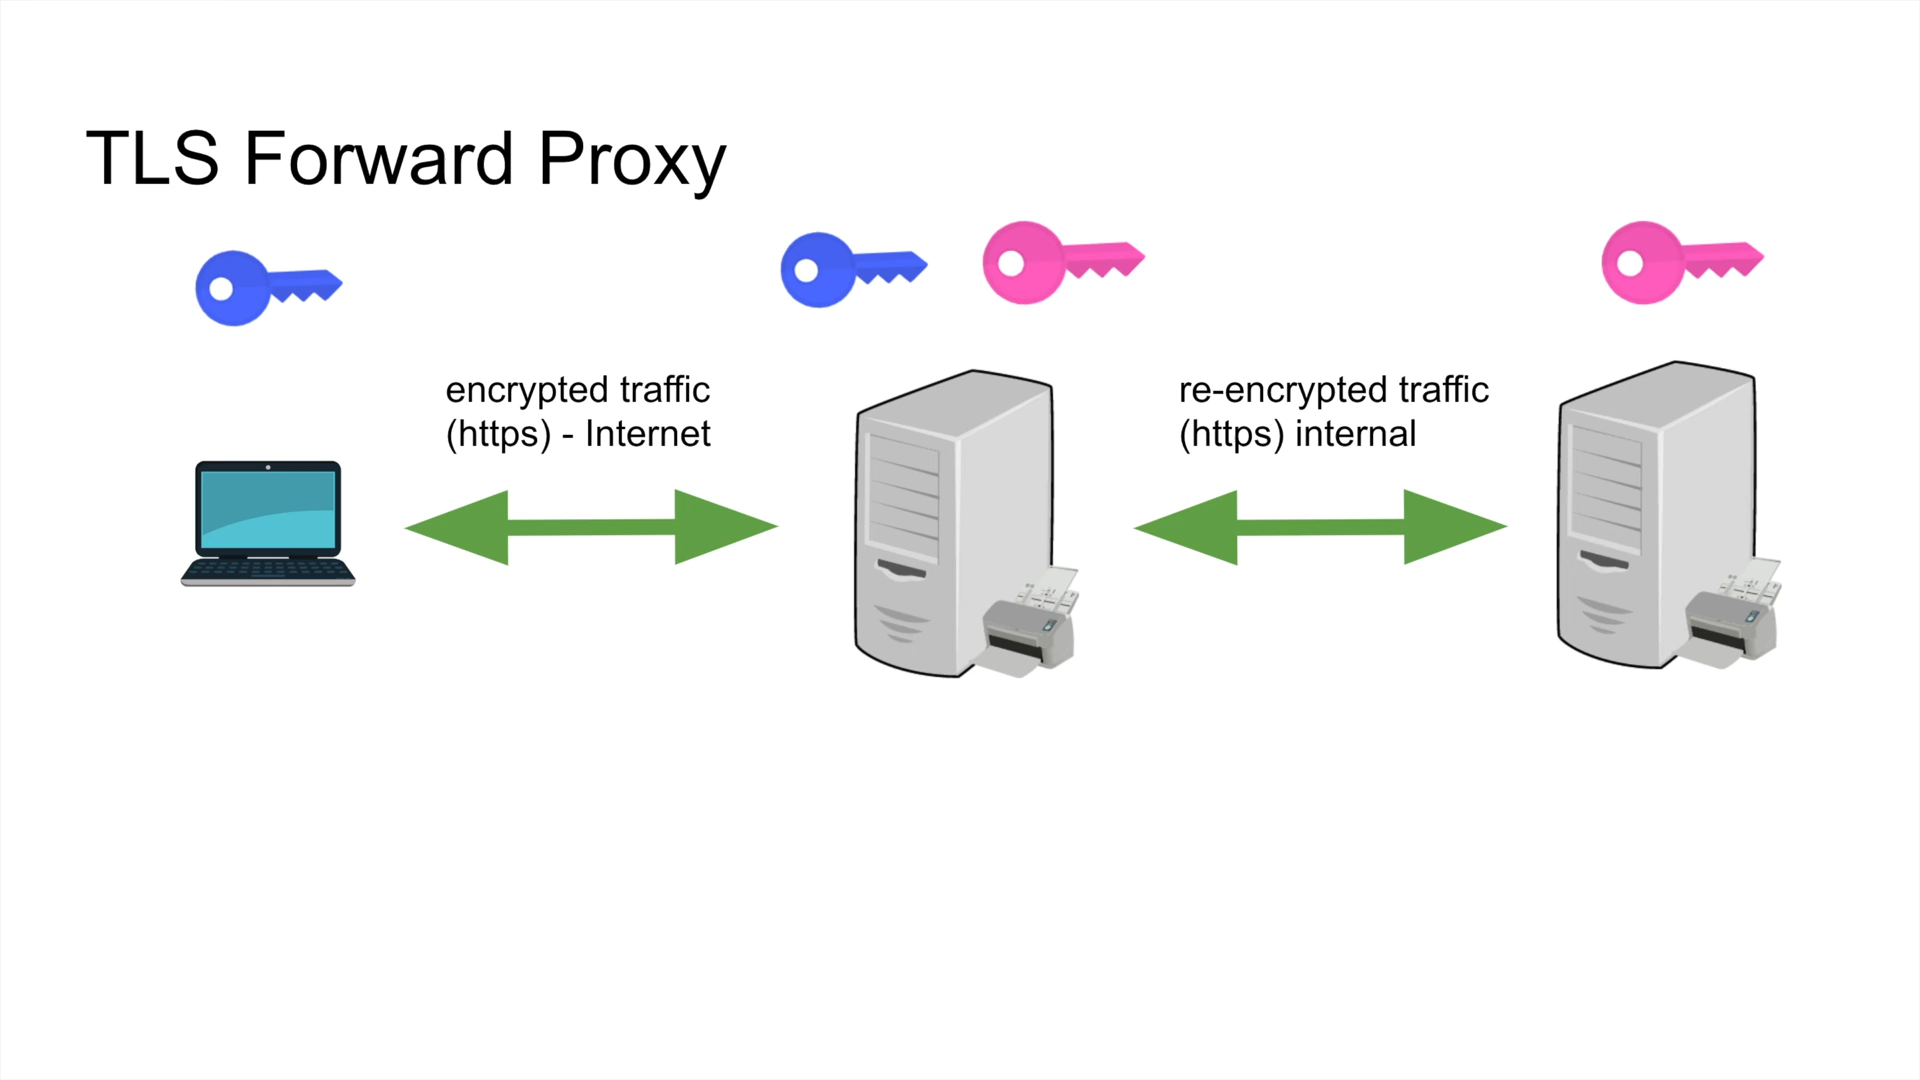 TLS Forward Proxy
encrypted traffic
(https) - Internet
re-encrypted traffic
(https) internal